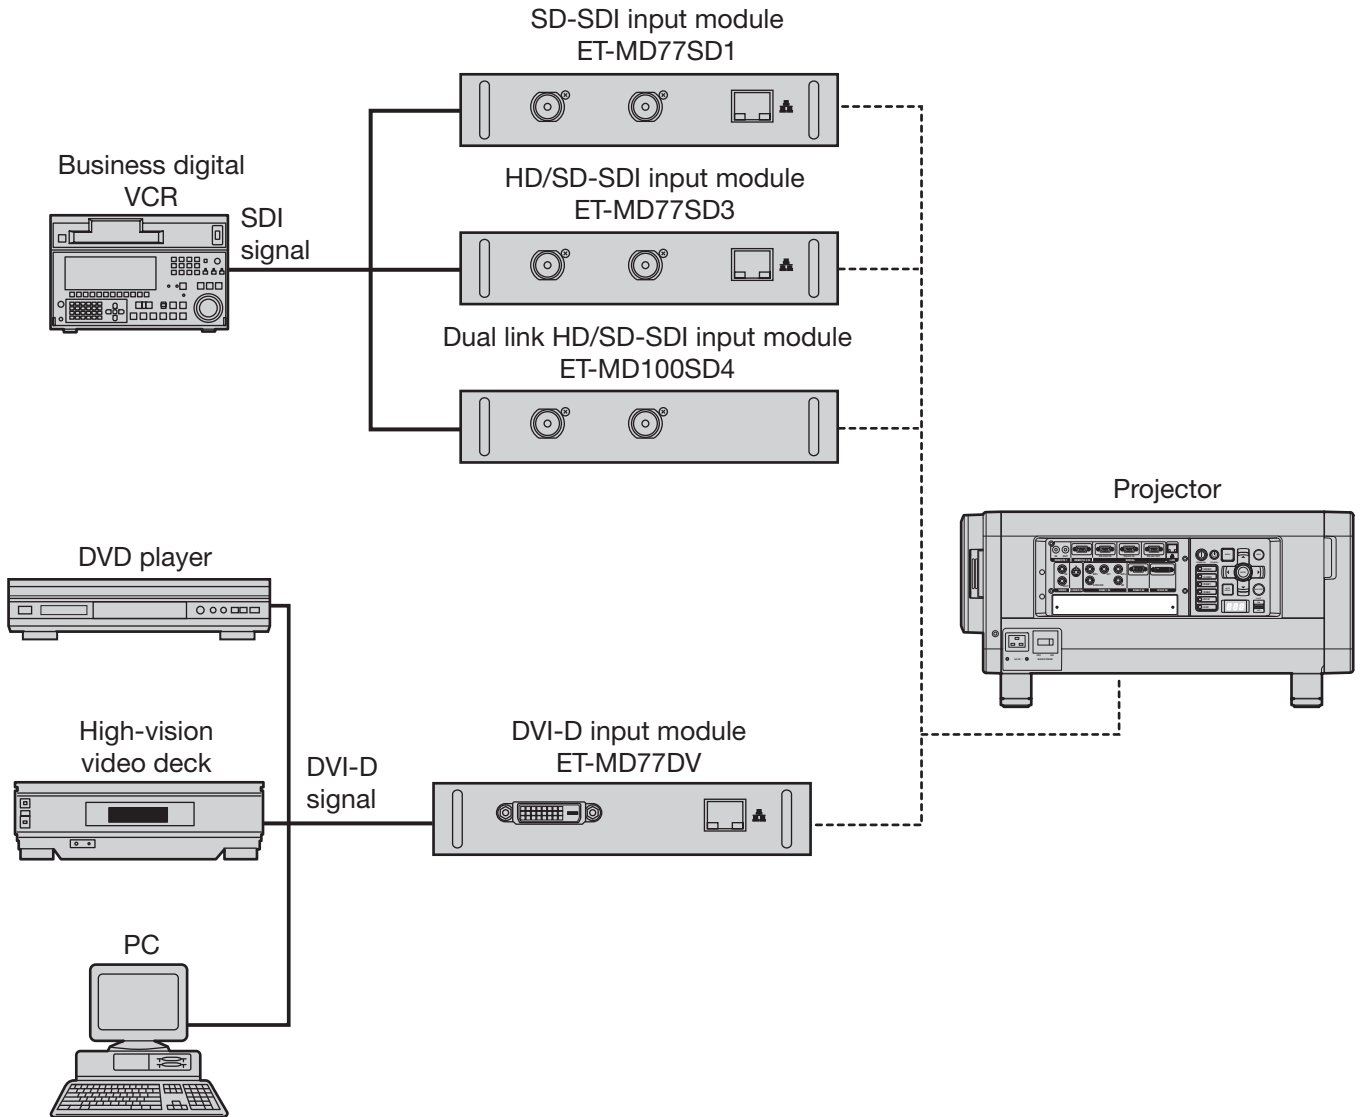 SD-SDI input module
ET-MD77SD1
Business digital
VCR
SDI
signal
HD/SD-SDI input module
ET-MD77SD3
Dual link HD/SD-SDI input module
ET-MD100SD4
Projector
DVD player
High-vision
video deck
DVI-D
signal
DVI-D input module
ET-MD77DV
PC